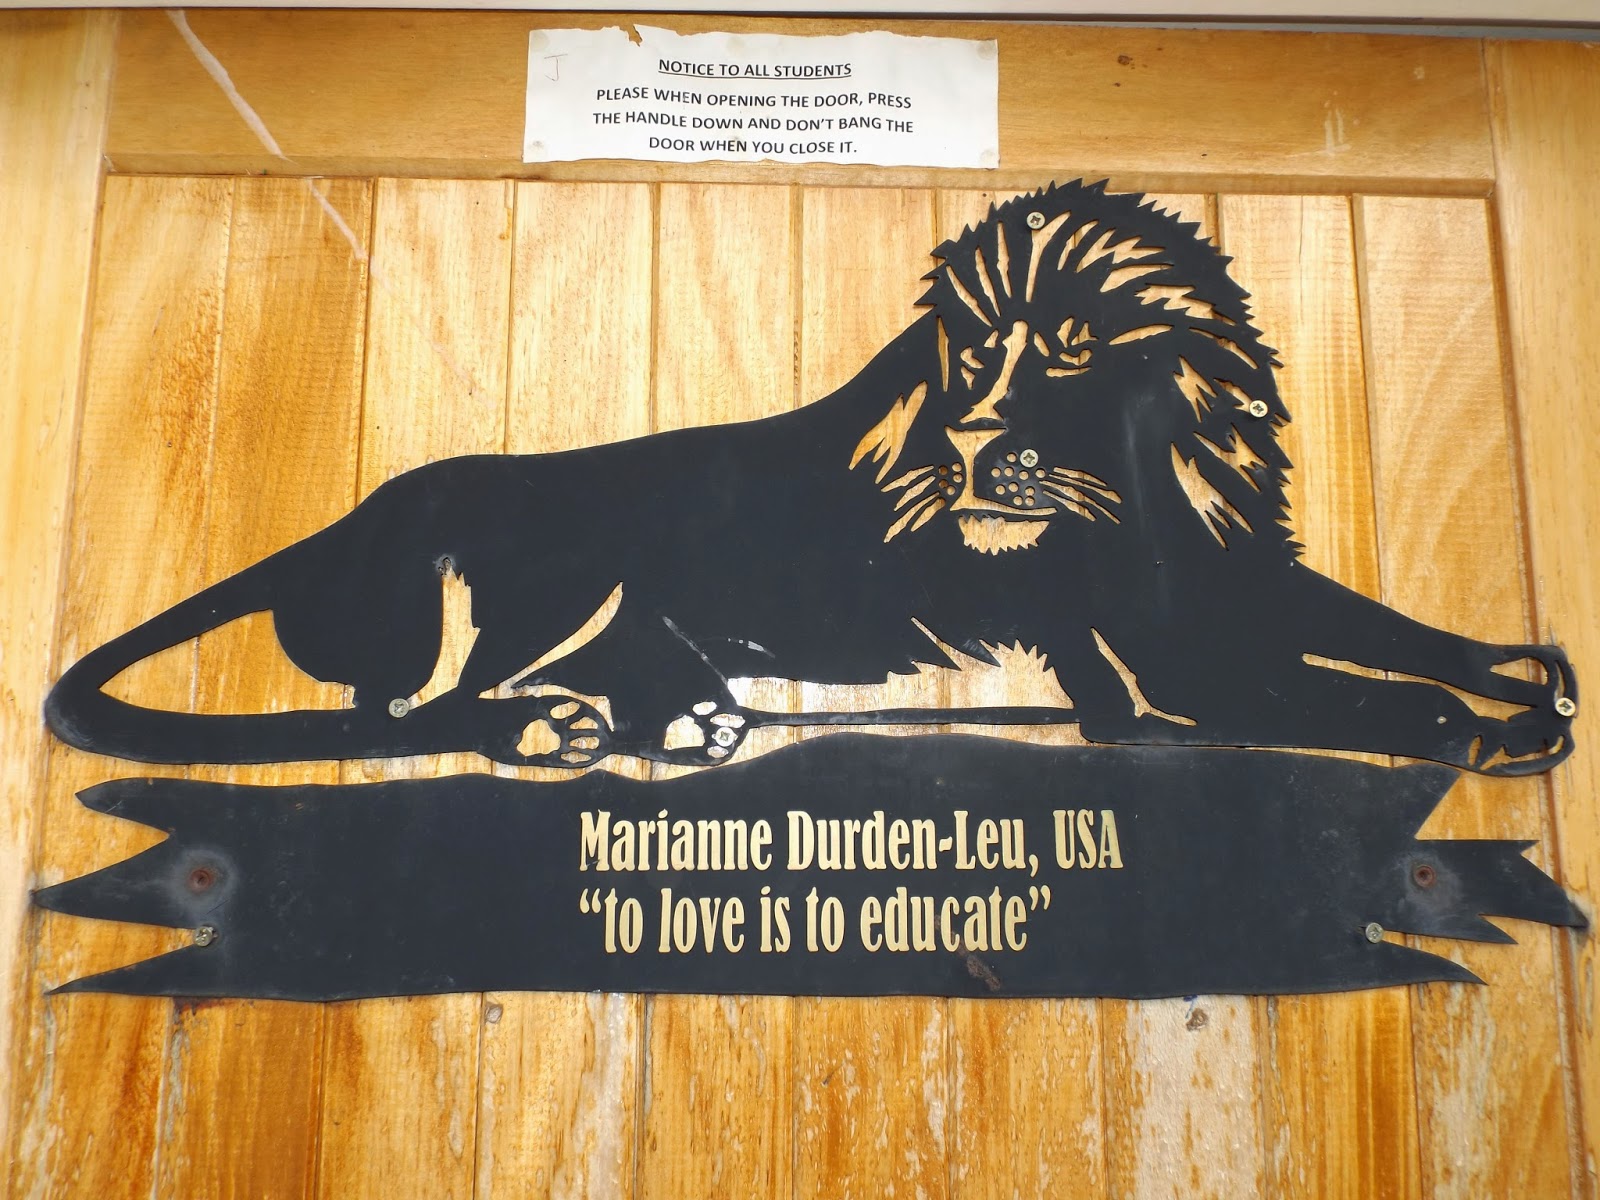 J
NOTICE TO ALL STUDENTS
PLEASE WHEN OPENING THE DOOR, PRESS
THE HANDLE DOWN AND DON'T BANG THE
DOOR WHEN YOU CLOSE IT.
Marianne Durden-Leu, USA
“to love is to educate”